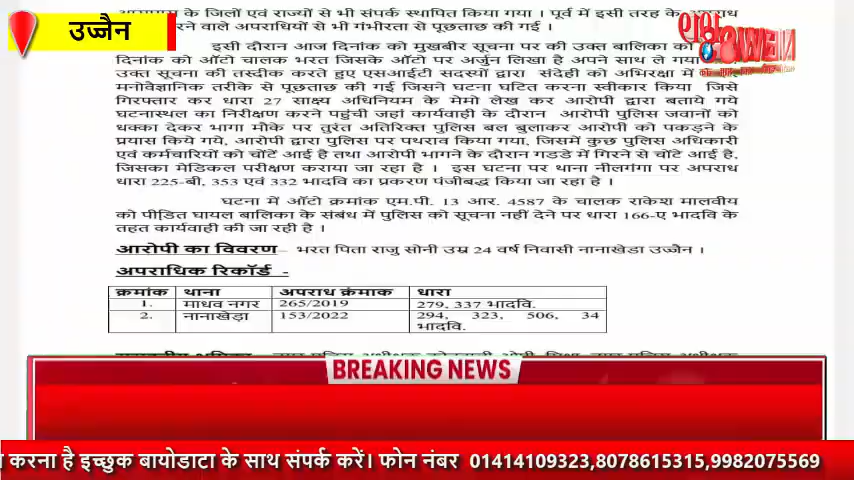 के जिलों एवं राज्यों से भी संपर्क स्थापित किया गया । पूर्व में इसी तरह के अपराध
वाले अपराधियों से भी गंभीरता से पूछताछ की गई ।
उज्जैन
इसी दौरान आज दिनांक को मुखबीर सूचना पर की उक्त बालिका को
दिनांक को ऑटो चालक भरत जिसके ऑटो पर अर्जुन लिखा है अपने साथ ले गया
उक्त सूचना की तस्दीक करते हुए एसआईटी सदस्यों द्वारा संदेही को अभिरक्षा में
मनोवैज्ञानिक तरीके से पूछताछ की गई जिसने घटना घटित करना स्वीकार किया जिसे
गिरफ्तार कर धारा 27 साक्ष्य अधिनियम के मेमो लेख कर आरोपी द्वारा बताये गये
घटनास्थल का निरीक्षण करने पहुंची जहां कार्यवाही के दौरान आरोपी पुलिस जवानों को
धक्का देकर भागा मौके पर तुरंत अतिरिक्त पुलिस बल बुलाकर आरोपी को पकड़ने के
प्रयास किये गये, आरोपी द्वारा पुलिस पर पथराव किया गया, जिसमें कुछ पुलिस अधिकारी
एवं कर्मचारियों को चोंटें आई है तथा आरोपी भागने के दौरान गडडे में गिरने से चोंटे आई है,
जिसका मेडिकल परीक्षण कराया जा रहा है । इस घटना पर थाना नीलगंगा पर अपराध
धारा 225-बी, 353 एवं 332 भादवि का प्रकरण पंजीबद्ध किया जा रहा है ।
घटना में ऑटो क्रमांक एम.पी. 13 आर. 4587 के चालक राकेश मालवीय
को पीड़ित घायल बालिका के संबंध में पुलिस को सूचना नहीं देने पर धारा 166-ए भादवि के
तहत कार्यवाही की जा रही है ।
आरोपी का विवरण– भरत पिता राजु सोनी उम्र 24 वर्ष निवासी नानाखेडा उज्जैन ।
अपराधिक रिकॉर्ड -
क्रमांक थाना अपराध क्रंमाक धारा
1. माधव नगर 265/2019 279, 337 भादवि.
2. नानाखेड़ा 153/2022 294, 323, 506, 34
भादवि.
BREAKING NEWS
करना है इच्छुक बायोडाटा के साथ संपर्क करें। फोन नंबर 01414109323,8078615315,9982075569